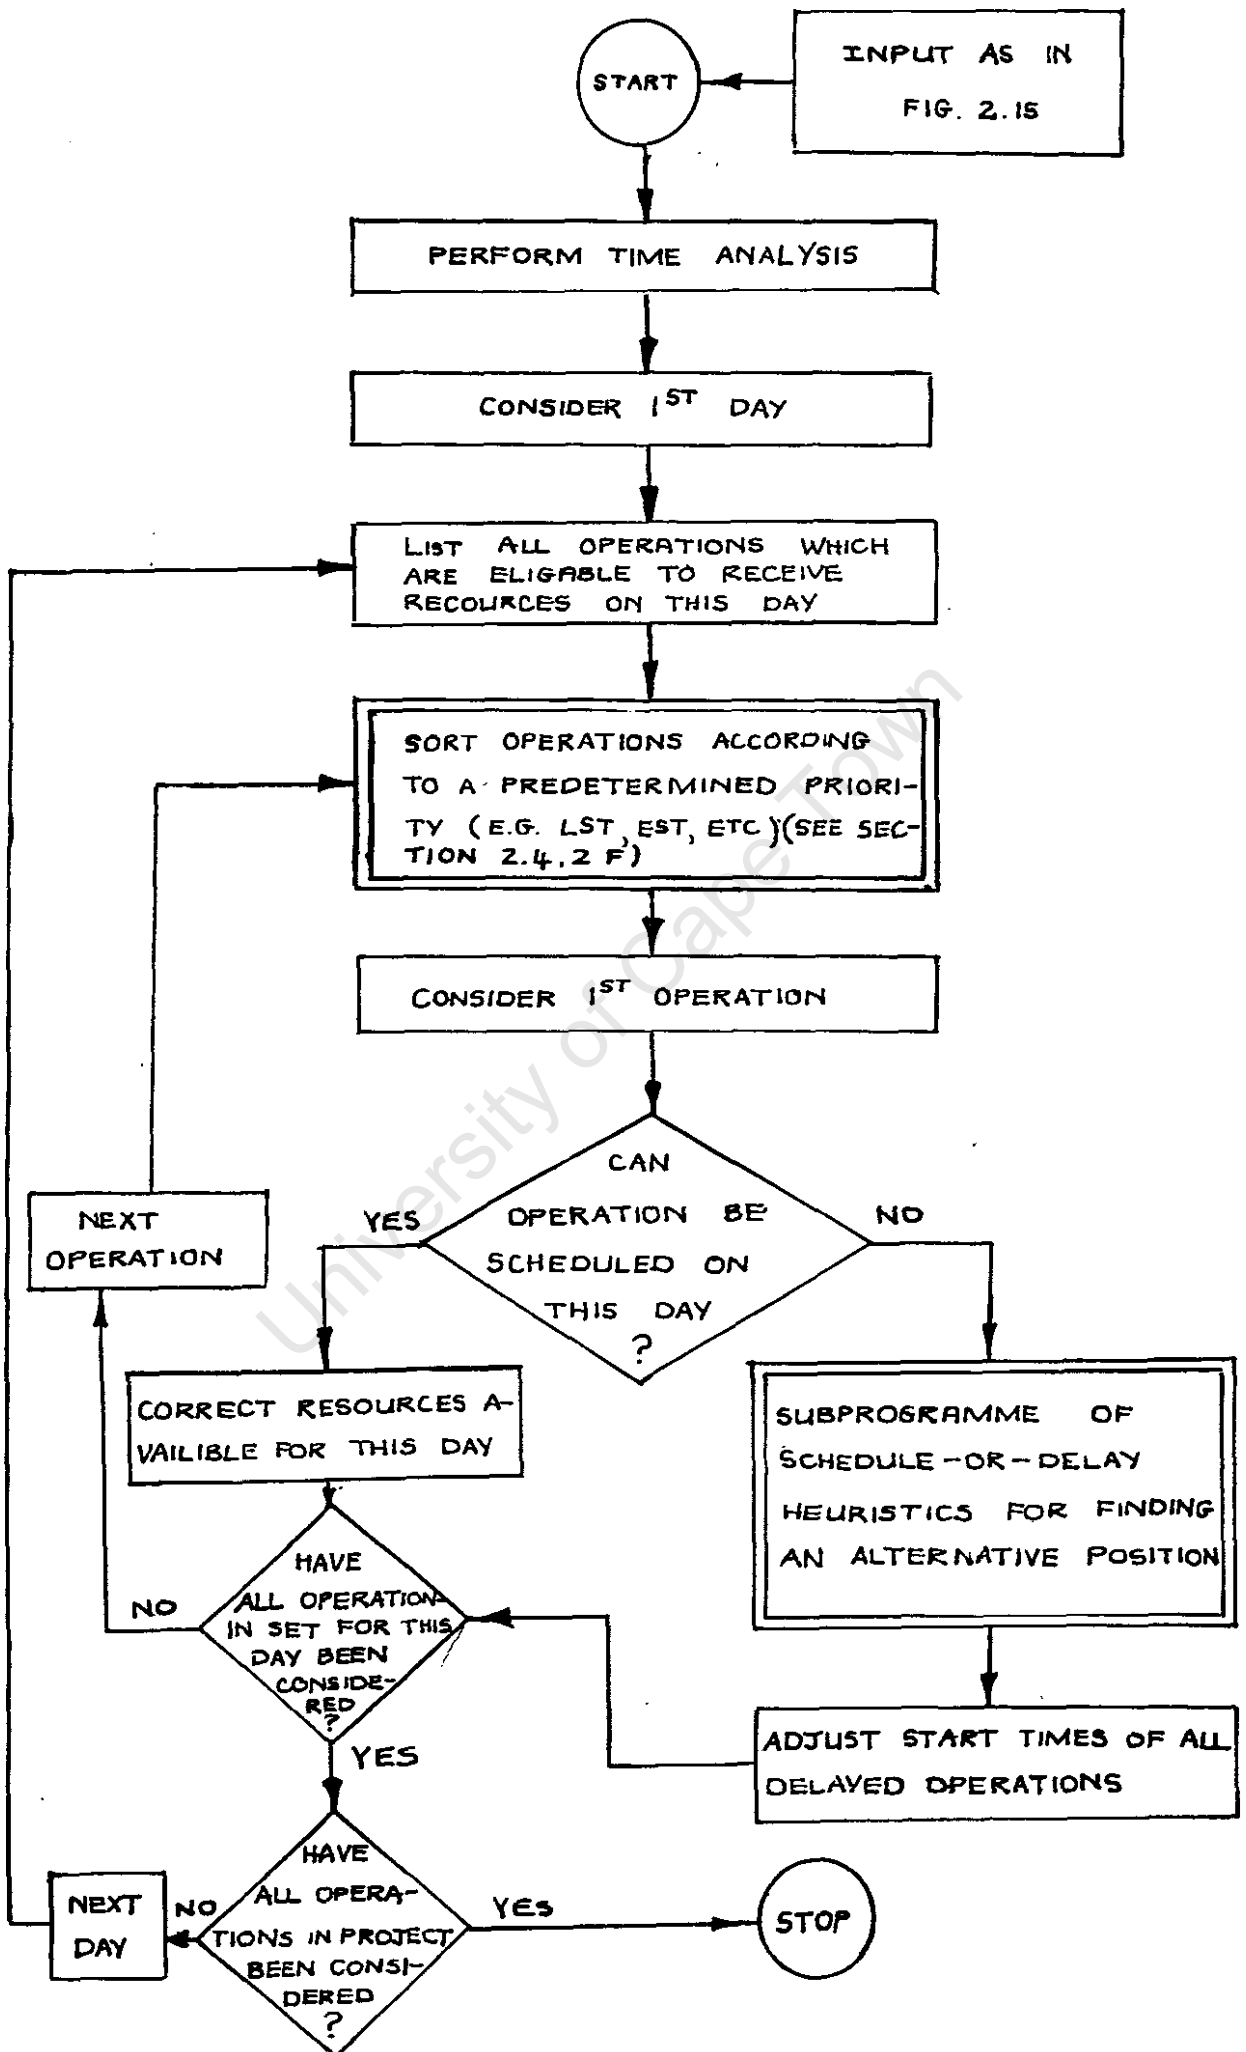 START
INPUT AS IN
FIG. 2.15
PERFORM TIME ANALYSIS
CONSIDER 1ST DAY
LIST ALL OPERATIONS WHICH
ARE ELIGABLE TO RECEIVE
RECOURCES ON THIS DAY
SORT OPERATIONS ACCORDING
TO A PREDETERMINED PRIORI-
TY (E.G. LST, EST, ETC)(SEE SEC-
TION 2.4.2 F)
CONSIDER 1ST OPERATION
CAN
OPERATION BE
SCHEDULED ON
THIS DAY
?
YES
NO
NEXT
OPERATION
CORRECT RESOURCES A-
VAILIBLE FOR THIS DAY
SUBPROGRAMME OF
SCHEDULE-OR-DELAY
HEURISTICS FOR FINDING
AN ALTERNATIVE POSITION
HAVE
ALL OPERATION-
IN SET FOR THIS
DAY BEEN
CONSIDE-
RED
?
NO
YES
ADJUST START TIMES OF ALL
DELAYED OPERATIONS
HAVE
ALL OPERA-
TIONS IN PROJECT
BEEN CONSI-
DERED
?
NO
YES
NEXT
DAY
STOP
University of Cape Town